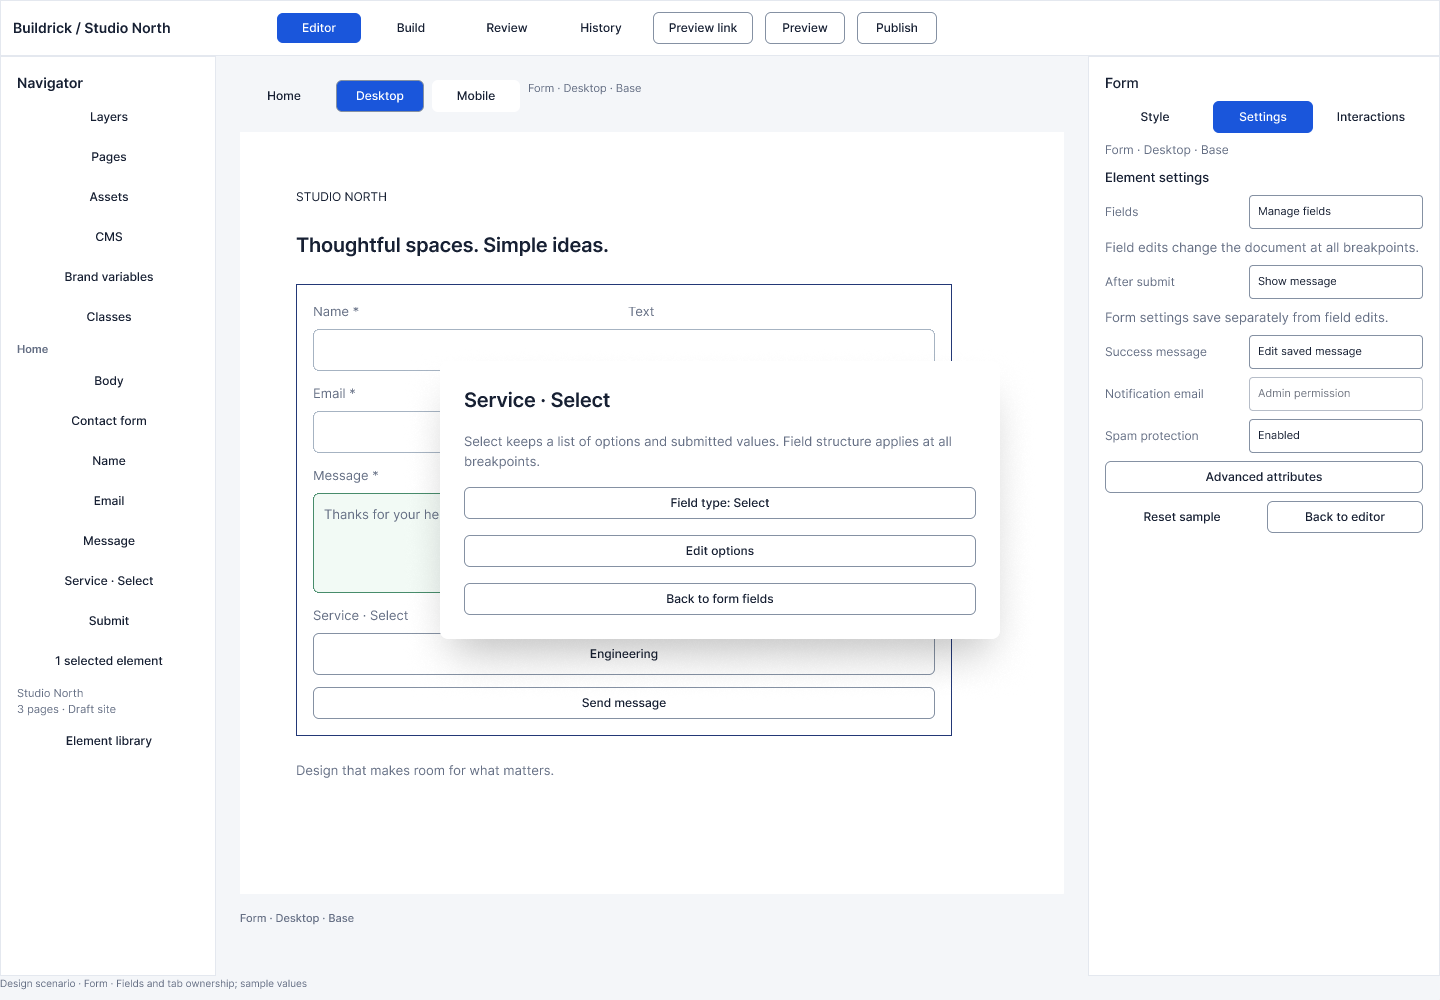 Buildrick / Studio North
Editor
Build
Review
History
Preview link
Preview
Publish
Navigator
Layers
Pages
Assets
CMS
Brand variables
Classes
Home
Body
Contact form
Name
Email
Message
Service · Select
Submit
1 selected element
Studio North
3 pages · Draft site
Element library
Home
Desktop
Mobile
Form · Desktop · Base
STUDIO NORTH
Thoughtful spaces. Simple ideas.
Name *
Text
Email *
Message *
Thanks for your he
Service · Select
Engineering
Send message
Design that makes room for what matters.
Form · Desktop · Base
Service · Select
Select keeps a list of options and submitted values. Field structure applies at all
breakpoints.
Field type: Select
Edit options
Back to form fields
Form
Style
Settings
Interactions
Form · Desktop · Base
Element settings
Fields
Manage fields
Field edits change the document at all breakpoints.
After submit
Show message
Form settings save separately from field edits.
Success message
Edit saved message
Notification email
Admin permission
Spam protection
Enabled
Advanced attributes
Reset sample
Back to editor
Design scenario · Form · Fields and tab ownership; sample values